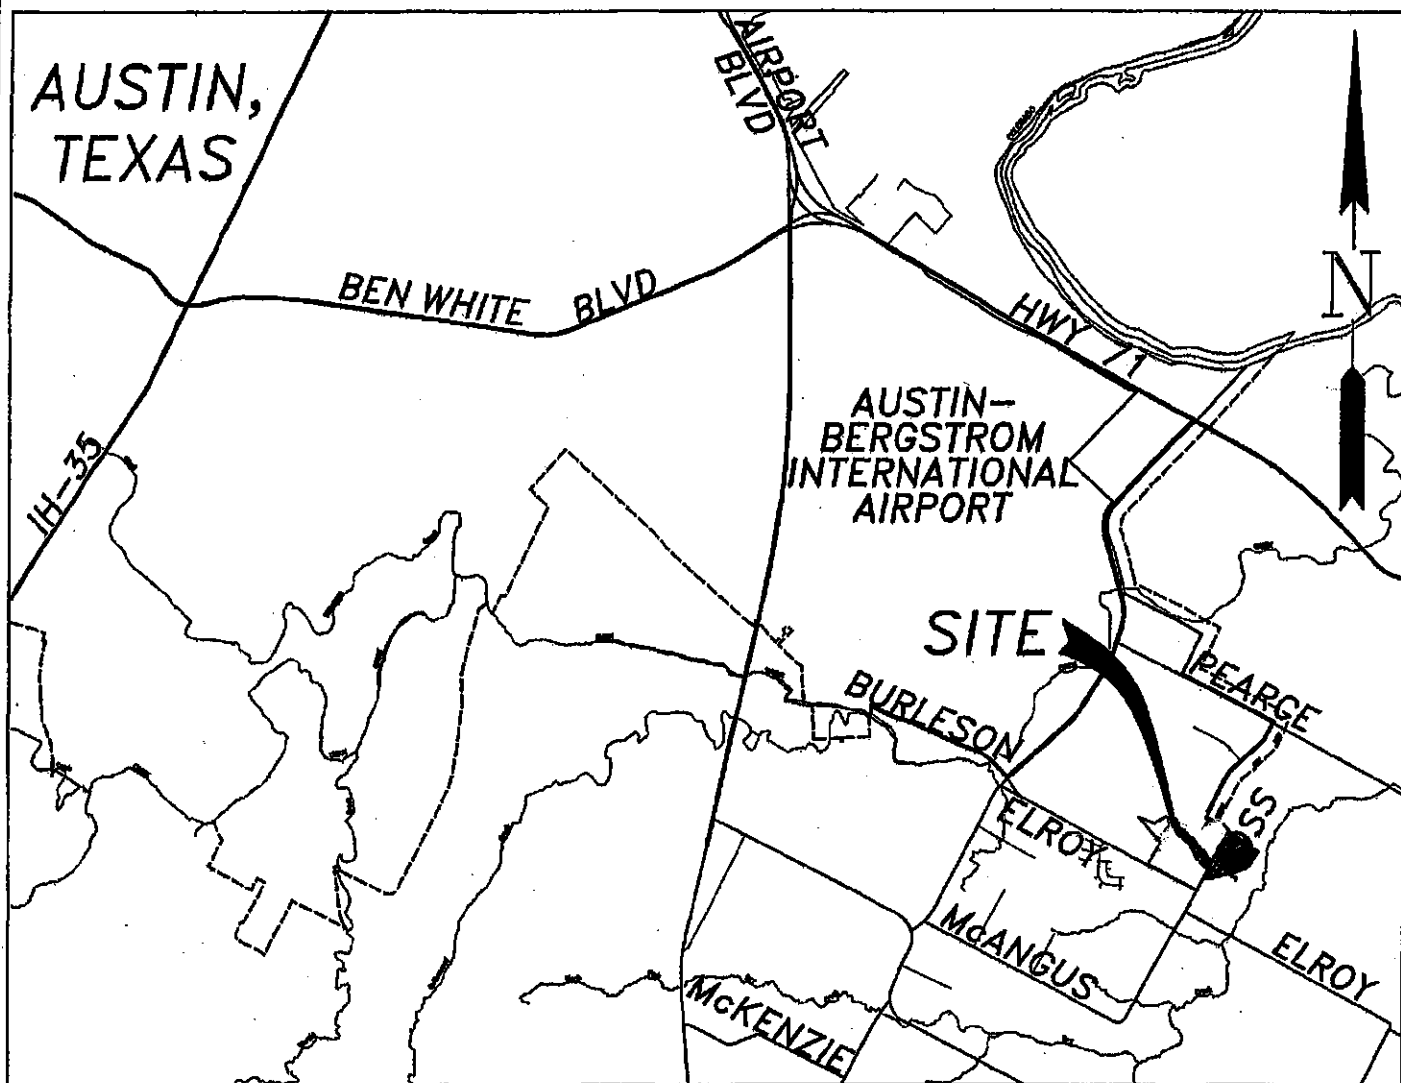 AUSTIN,
TEXAS
AIRPORT
BLVD
BEN WHITE BLVD
HWY 71
N
AUSTIN-
BERGSTROM
INTERNATIONAL
AIRPORT
IH-35
SITE
PEARCE
BURLESON
SS
ELROY
McANGUS
ELROY
McKENZIE